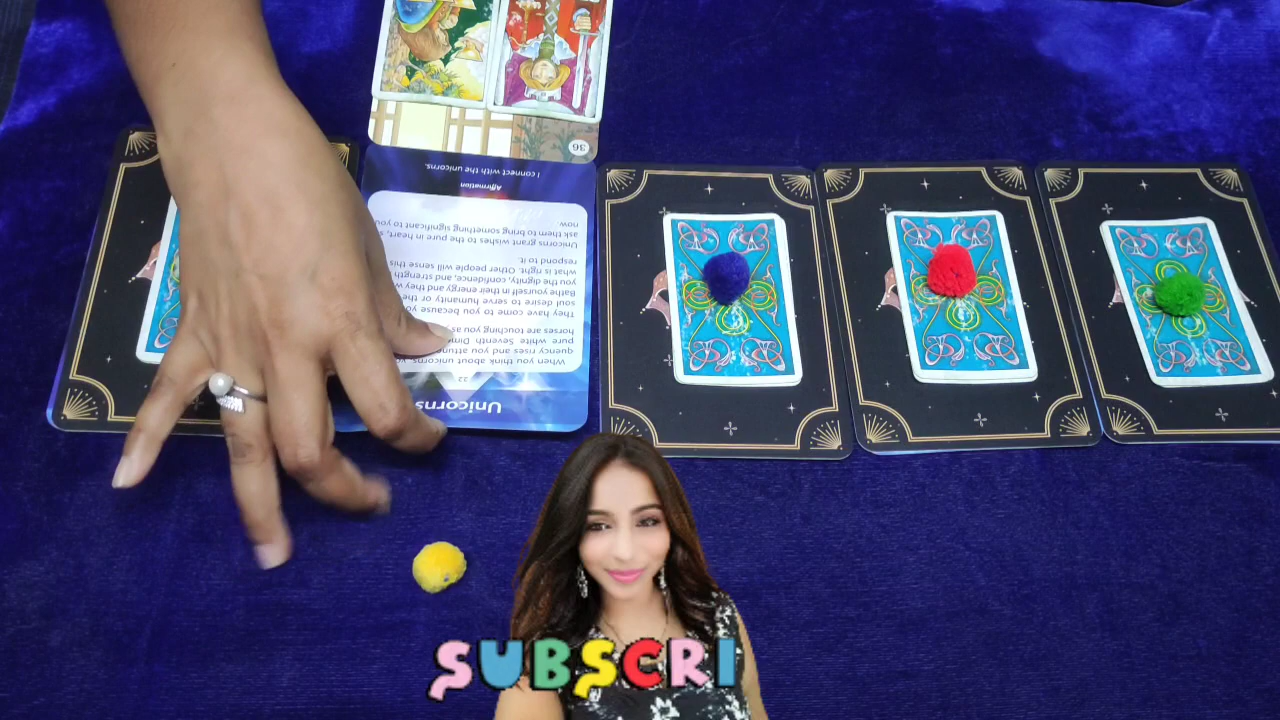 Unicorns
22
When you think about unicorns,
quency rises and you
pure white Seventh
horses are touching you as
They have come to you because
soul desire to serve humanity or the
Bathe yourself in their energy and they
you the dignity, confidence, and strength
what is right. Other people will sense this
respond to it.
Unicorns grant wishes to the pure in heart,
ask them to bring something significant to you
now
Affirmation
I connect with the unicorns.
36
SUBSCRI